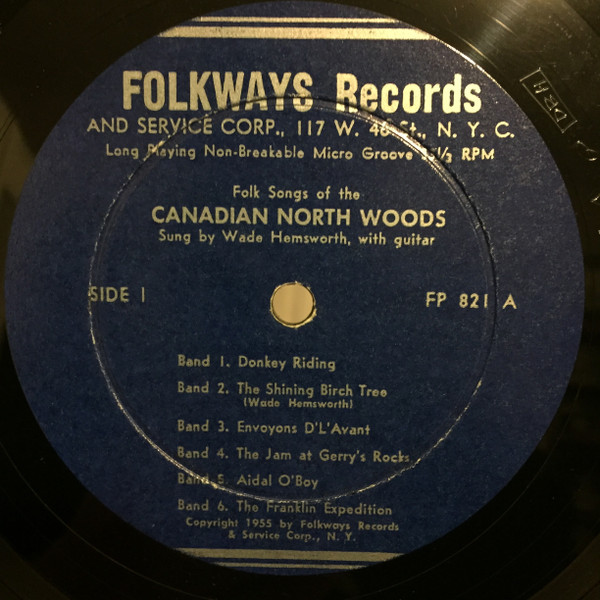 FOLKWAYS Records
AND SERVICE CORP., 117 W. 46 St., N. Y. C.
Long Playing Non-Breakable Micro Groove 33⅓ RPM
Folk Songs of the
CANADIAN NORTH WOODS
Sung by Wade Hemsworth, with guitar
SIDE 1
FP 821 A
Band 1. Donkey Riding
Band 2. The Shining Birch Tree
(Wade Hemsworth)
Band 3. Envoyons D'L'Avant
Band 4. The Jam at Gerry's Rocks
Band 5. Aidal O'Boy
Band 6. The Franklin Expedition
Copyright 1955 by Folkways Records
& Service Corp., N. Y.